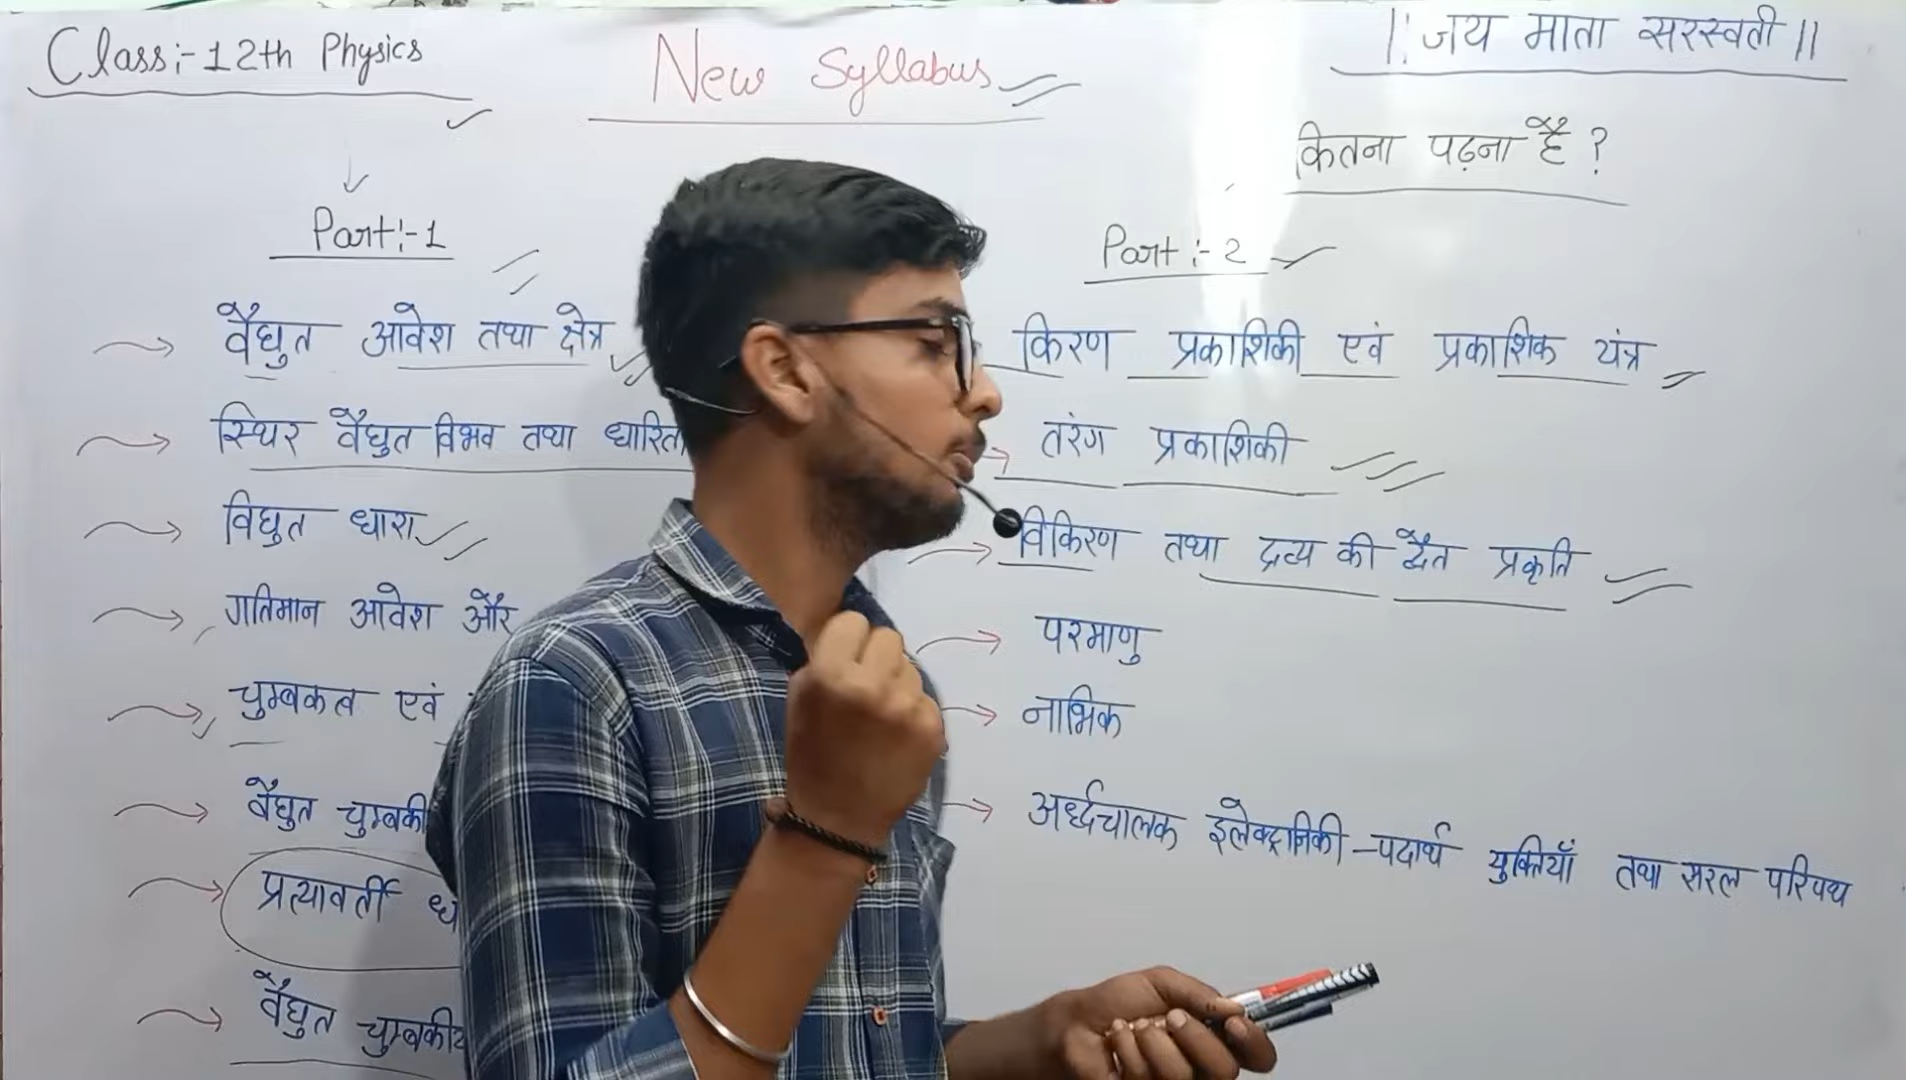 Class:- 12th Physics
New Syllabus
|| जय माता सरस्वती ||
कितना पढ़ना है ?
Part:-1
वैद्युत आवेश तथा क्षेत्र
स्थिर वैद्युत विभव तथा
विद्युत धारा
गतिमान आवेश और
चुम्बकत्व एवं
वैद्युत
प्रत्यावर्ती
वैद्युत
Part:-2
किरण प्रकाशिकी एवं प्रकाशिक यंत्र
तरंग प्रकाशिकी
विकिरण तथा द्रव्य की द्वैत प्रकृति
परमाणु
नाभिक
अर्धचालक इलेक्ट्रानिकी - पदार्थ युक्तियाँ तथा सरल परिपथ